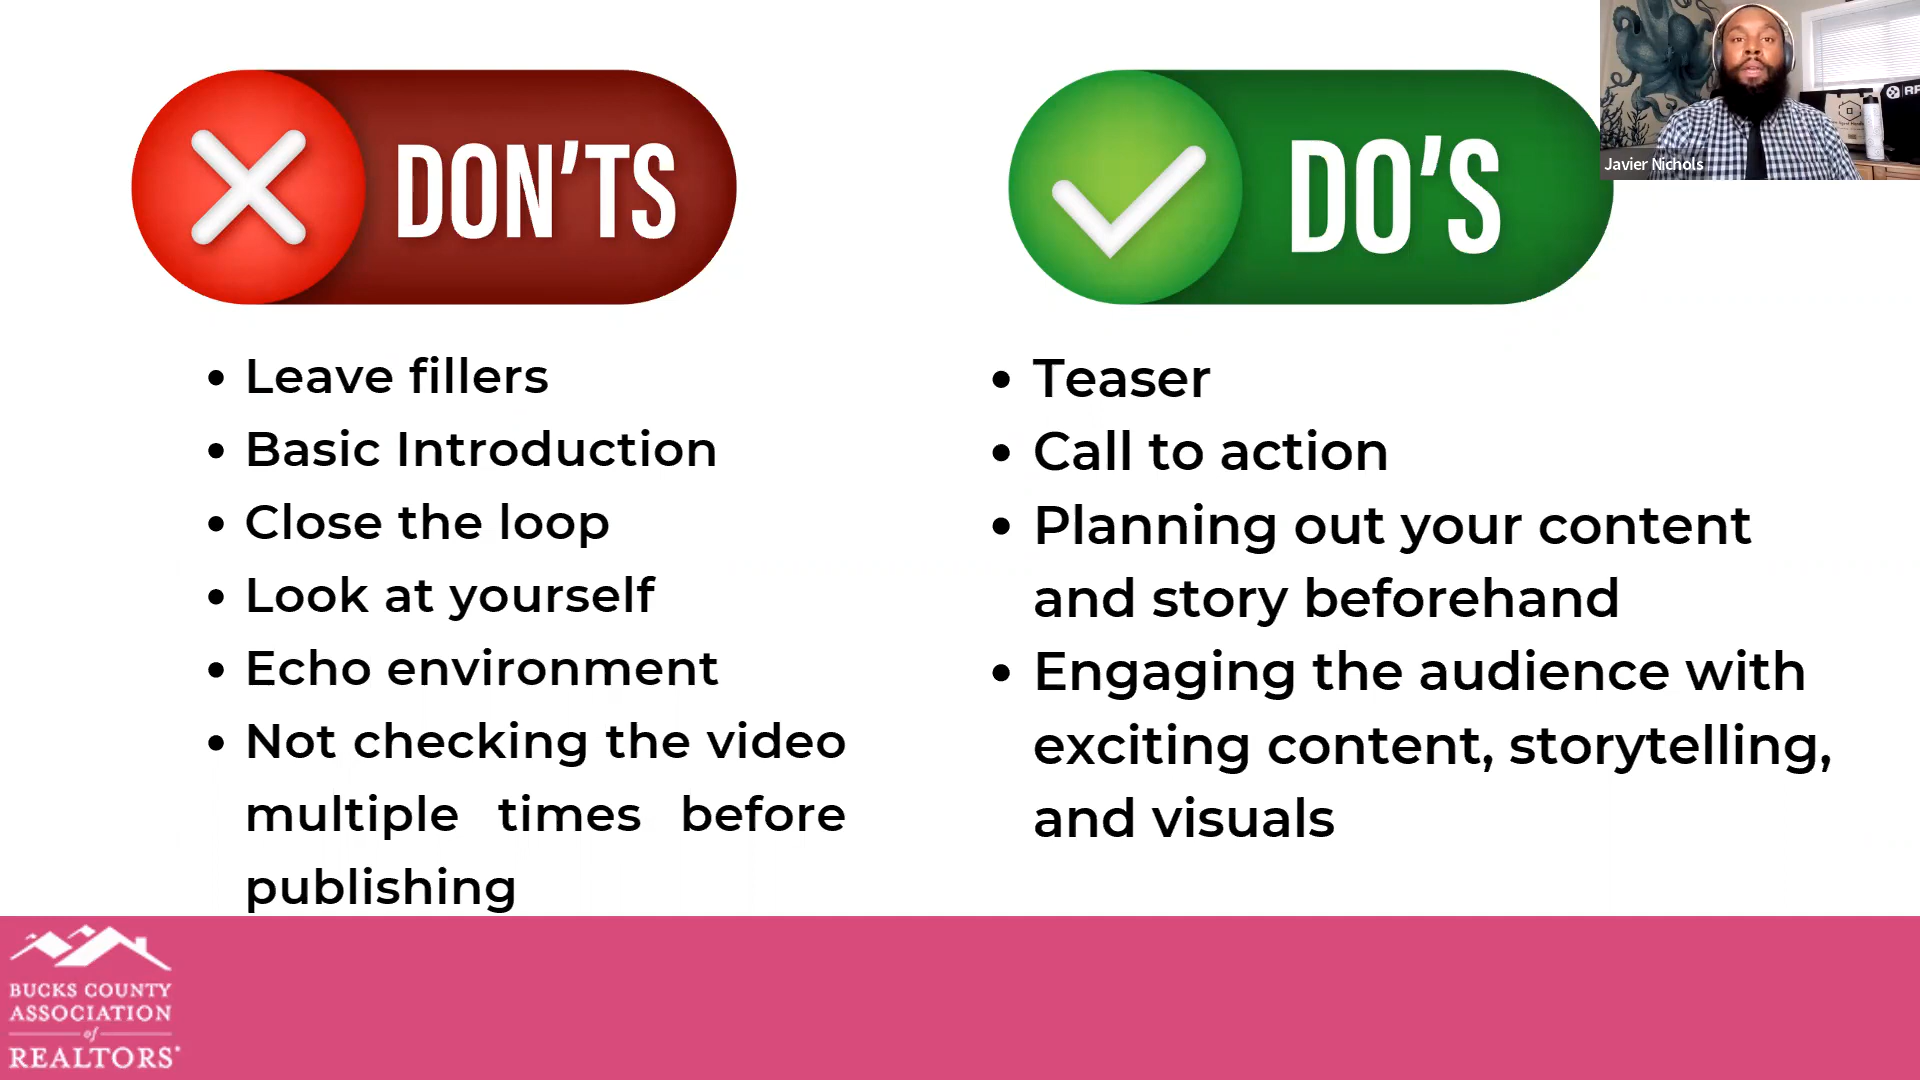 DON'TS
Leave fillers
Basic Introduction
Close the loop
Look at yourself
Echo environment
Not checking the video
multiple times before
publishing
DO'S
Teaser
Call to action
Planning out your content
and story beforehand
Engaging the audience with
exciting content, storytelling,
and visuals
Javier Nichols
BUCKS COUNTY
ASSOCIATION
of
REALTORS®